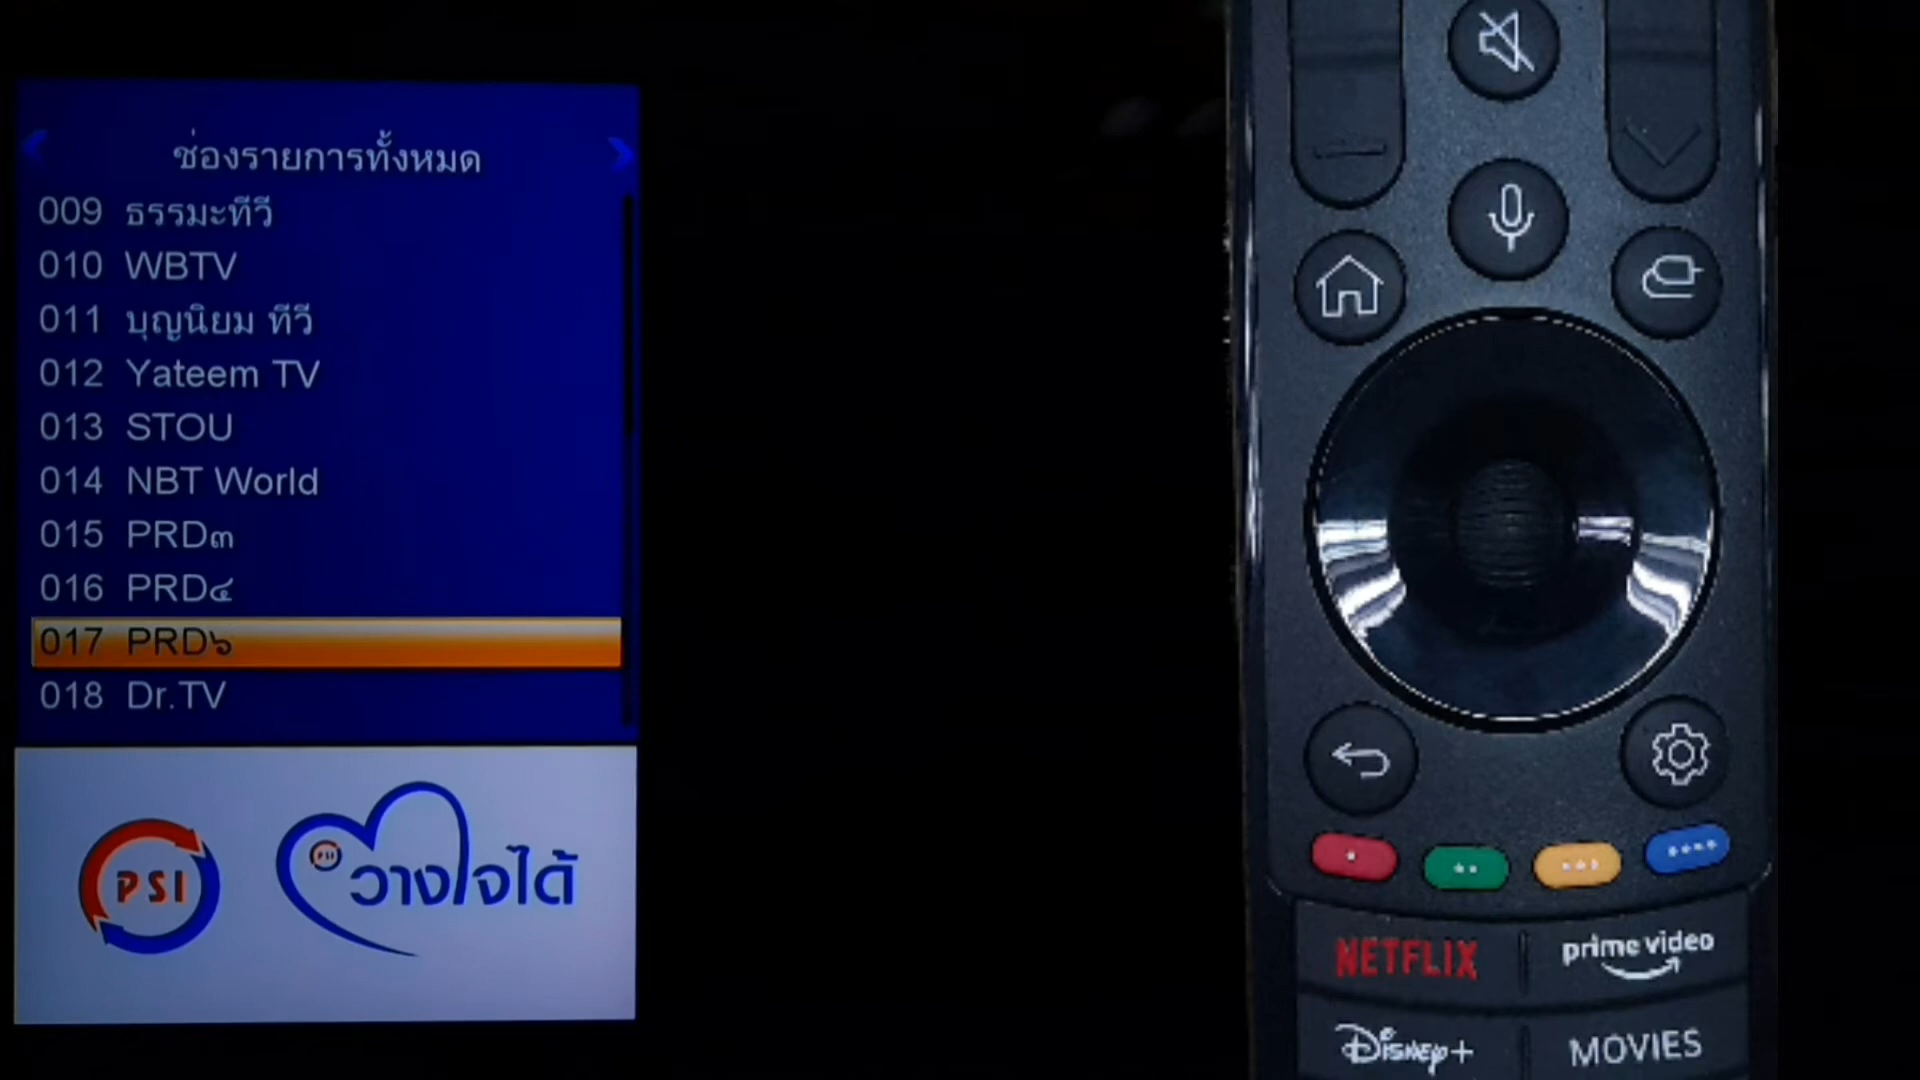 ช่องรายการทั้งหมด
009 ธรรมะทีวี
010 WBTV
011 บุญนิยม ทีวี
012 Yateem TV
013 STOU
014 NBT World
015 PRD๓
016 PRD๔
017 PRD๖
018 Dr.TV
PSI
PSI วางใจได้
NETFLIX
prime video
Disney+
MOVIES